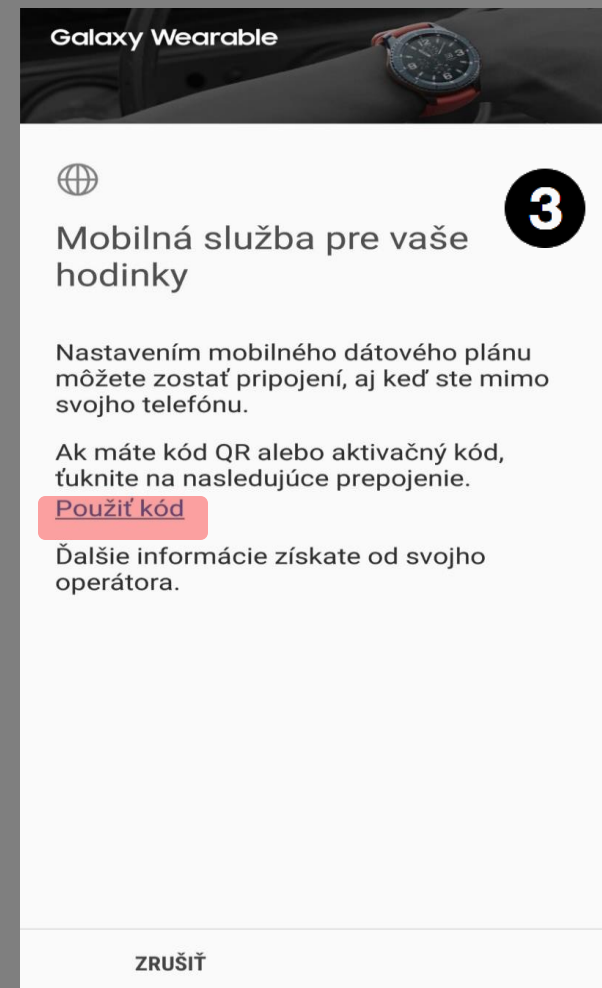 Galaxy Wearable
3
Mobilná služba pre vaše
hodinky
Nastavením mobilného dátového plánu
môžete zostať pripojení, aj keď ste mimo
svojho telefónu.
Ak máte kód QR alebo aktivačný kód,
ťuknite na nasledujúce prepojenie.
Použiť kód
Ďalšie informácie získate od svojho
operátora.
ZRUŠIŤ